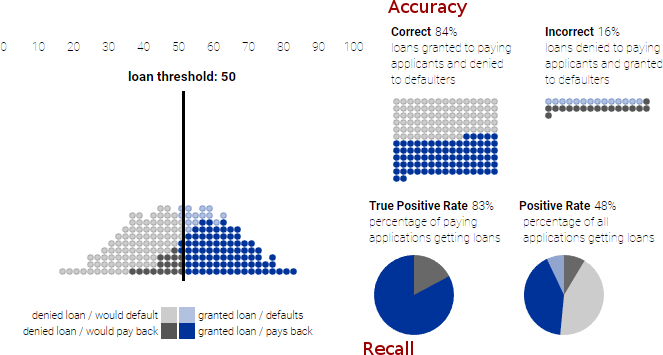 Accuracy
Correct 84%
loans granted to paying
applicants and denied
to defaulters
Incorrect 16%
loans denied to paying
applicants and granted
to defaulters
0 10 20 30 40 50 60 70 80 90 100
loan threshold: 50
True Positive Rate 83%
percentage of paying
applications getting loans
Positive Rate 48%
percentage of all
applications getting loans
denied loan / would default
granted loan / defaults
denied loan / would pay back
granted loan / pays back
Recall